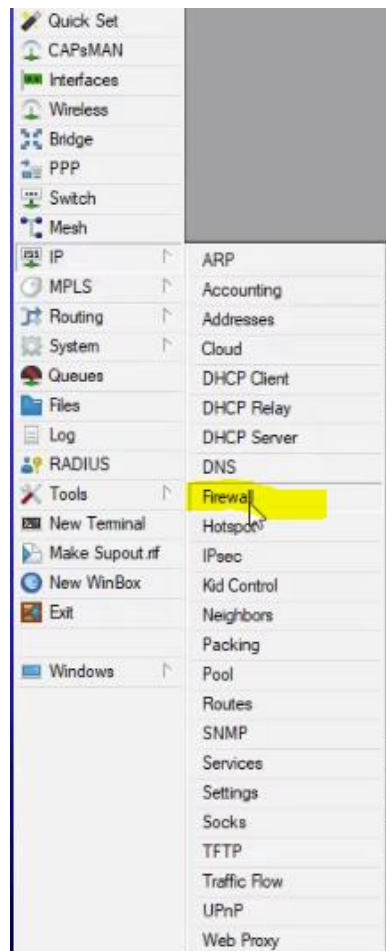 Quick Set
CAPsMAN
Interfaces
Wireless
Bridge
PPP
Switch
Mesh
IP
MPLS
Routing
System
Queues
Files
Log
RADIUS
Tools
New Terminal
Make Supout.rif
New WinBox
Exit
Windows
ARP
Accounting
Addresses
Cloud
DHCP Client
DHCP Relay
DHCP Server
DNS
Firewall
Hotspot
IPsec
Kid Control
Neighbors
Packing
Pool
Routes
SNMP
Services
Settings
Socks
TFTP
Traffic Flow
UPnP
Web Proxy